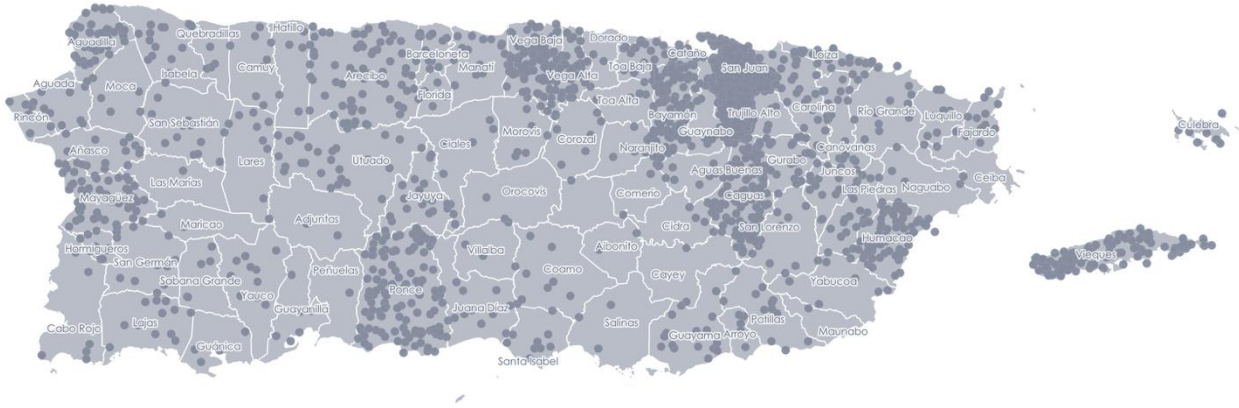 Hatillo
Quebradillas
Aguadilla
Vega Baja
Dorado
Barceloneta
Cataño
Loíza
Manatí
Toa Baja
San Juan
Camuy
Isabela
Arecibo
Vega Alta
Aguada
Moca
Florida
Toa Alta
Carolina
Río Grande
Rincón
Bayamón
Trujillo Alto
Luquillo
San Sebastián
Morovis
Guaynabo
Fajardo
Culebra
Añasco
Ciales
Corozal
Naranjito
Canóvanas
Lares
Utuado
Gurabo
Aguas Buenas
Juncos
Ceiba
Las Marías
Orocovis
Comerío
Las Piedras
Naguabo
Mayagüez
Jayuya
Caguas
Maricao
Adjuntas
Cidra
San Lorenzo
Humacao
Hormigueros
Villalba
Aibonito
Vieques
San Germán
Peñuelas
Coamo
Cayey
Sabana Grande
Yabucoa
Yauco
Ponce
Guayanilla
Juana Díaz
Patillas
Cabo Rojo
Lajas
Salinas
Guayama
Arroyo
Maunabo
Guánica
Santa Isabel